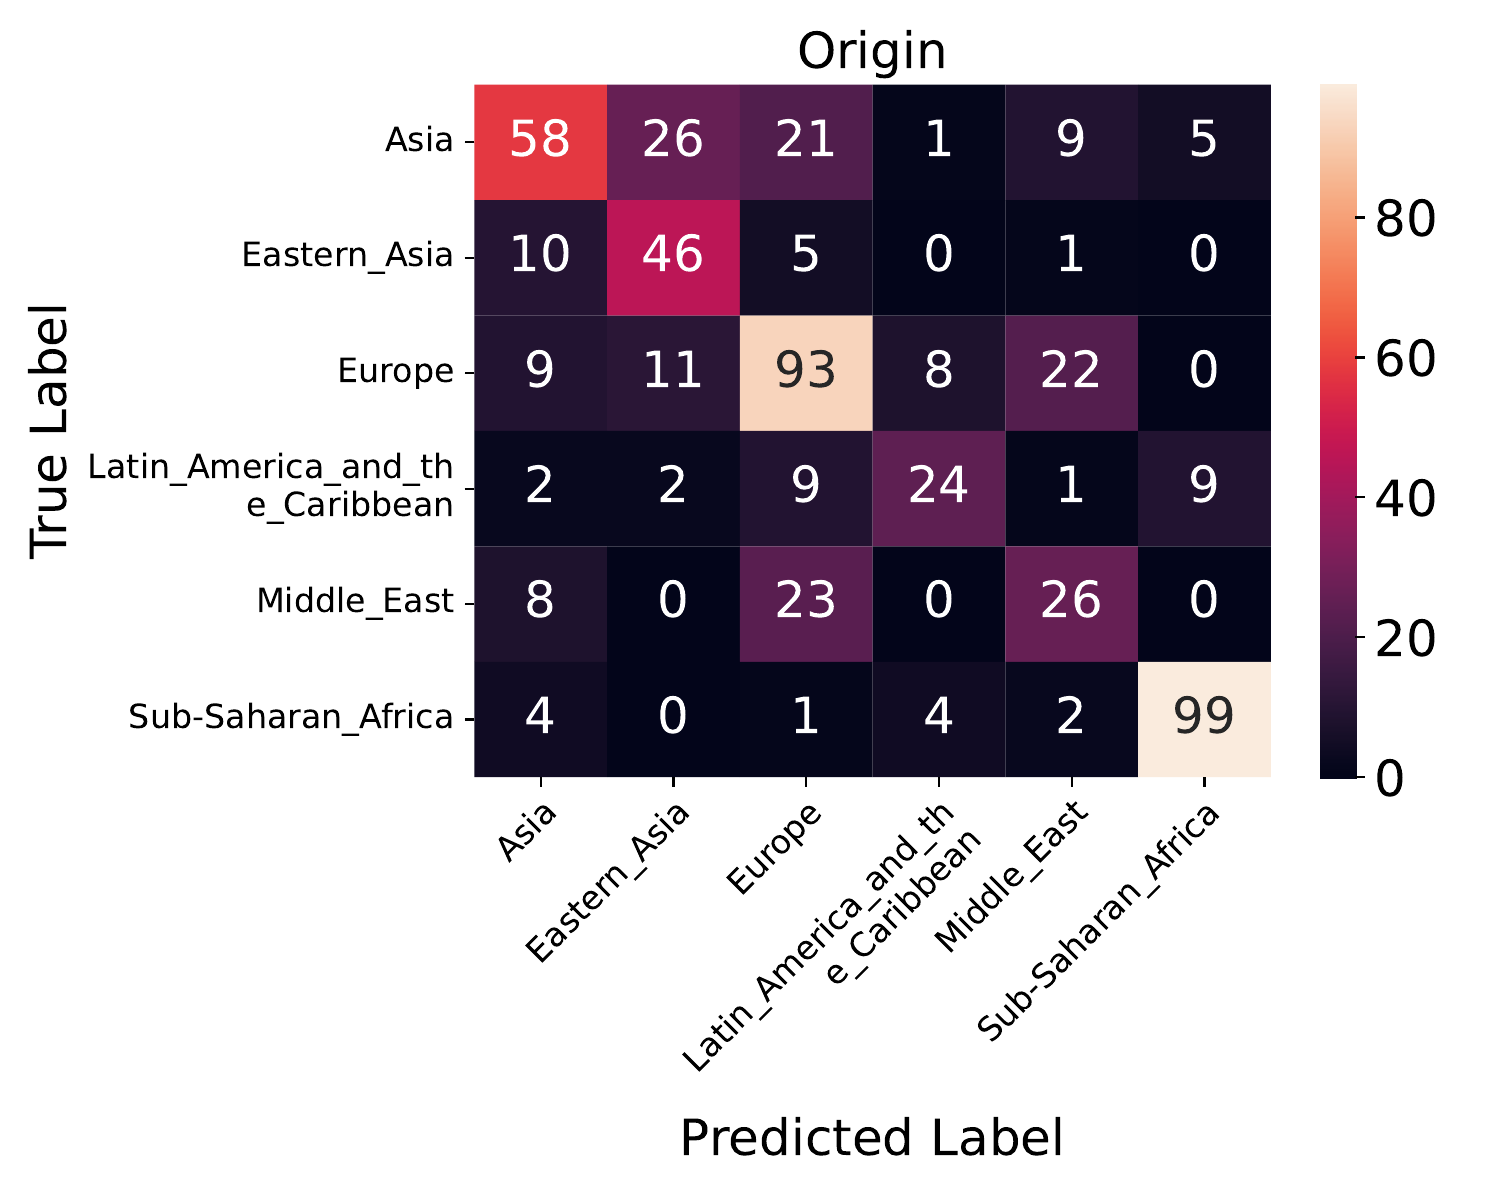 Origin
Asia
58 26 21 1 9 5
Eastern_Asia
10 46 5 0 1 0
Europe
9 11 93 8 22 0
Latin_America_and_th
e_Caribbean
2 2 9 24 1 9
Middle_East
8 0 23 0 26 0
Sub-Saharan_Africa
4 0 1 4 2 99
True Label
Asia
Eastern_Asia
Europe
Latin_America_and_th
e_Caribbean
Middle_East
Sub-Saharan_Africa
Predicted Label
80
60
40
20
0